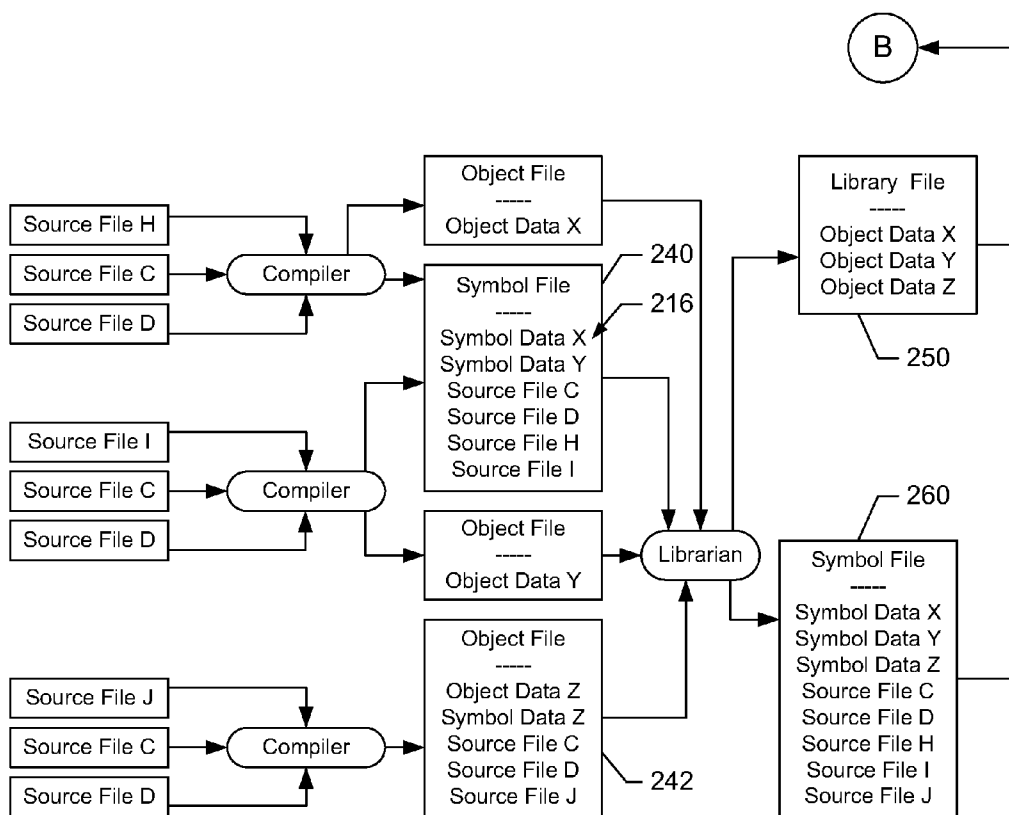 B
Source File H
Source File C
Source File D
Compiler
Object File
-----
Object Data X
240
216
Symbol File
-----
Symbol Data X
Symbol Data Y
Source File C
Source File D
Source File H
Source File I
Source File I
Source File C
Source File D
Compiler
Object File
-----
Object Data Y
Source File J
Source File C
Source File D
Compiler
Object File
-----
Object Data Z
Symbol Data Z
Source File C
Source File D
Source File J
242
Librarian
Library File
-----
Object Data X
Object Data Y
Object Data Z
250
260
Symbol File
-----
Symbol Data X
Symbol Data Y
Symbol Data Z
Source File C
Source File D
Source File H
Source File I
Source File J